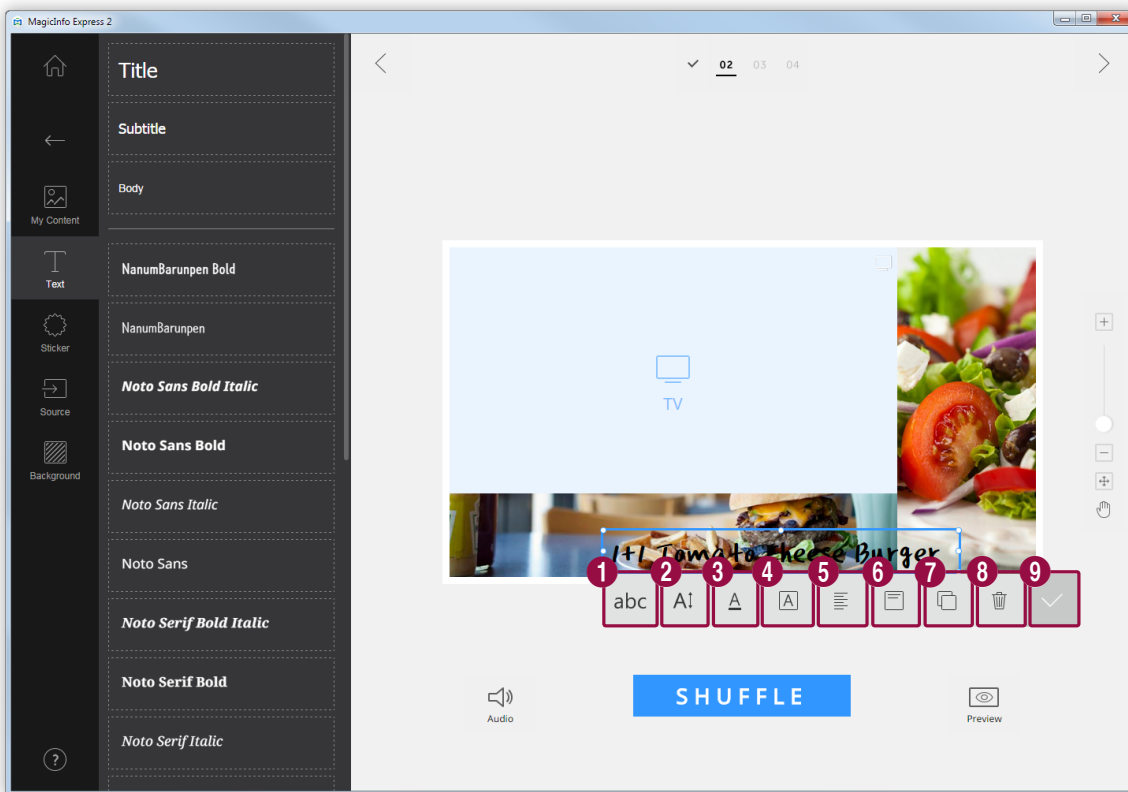 MagicInfo Express 2
My Content
Text
Sticker
Source
Background
?
Title
Subtitle
Body
NanumBarunpen Bold
NanumBarunpen
Noto Sans Bold Italic
Noto Sans Bold
Noto Sans Italic
Noto Sans
Noto Serif Bold Italic
Noto Serif Bold
Noto Serif Italic
02 03 04
TV
1+1 Tomato Cheese Burger
1 2 3 4 5 6 7 8 9
abc A A A
Audio
SHUFFLE
Preview